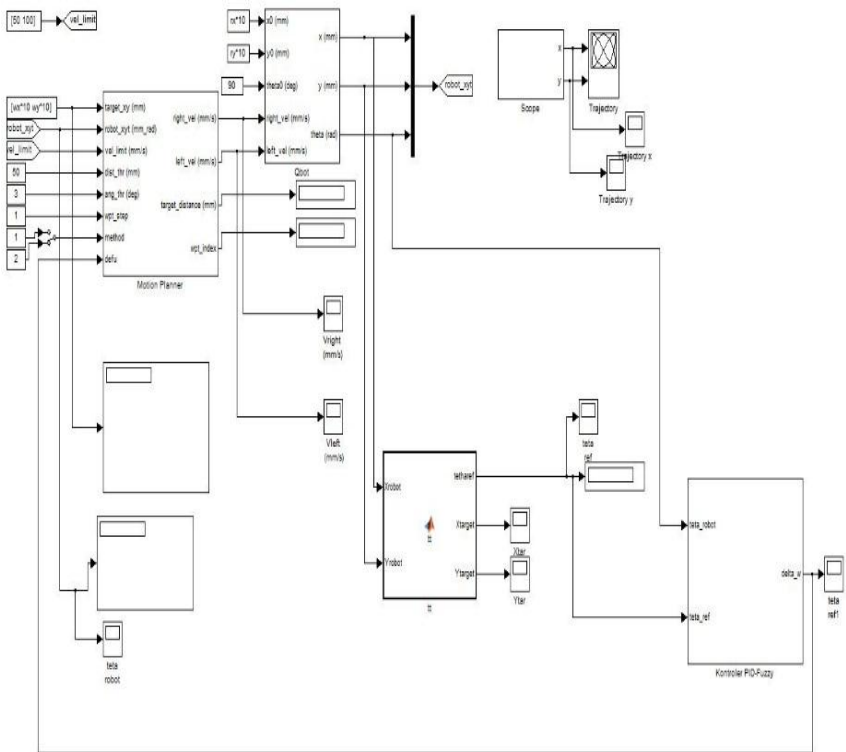 [50 100]
vel_limit
rx*10
ry*10
90
x0 (mm)
y0 (mm)
theta0 (deg)
right_vel (mm/s)
left_vel (mm/s)
x (mm)
y (mm)
theta (rad)
Qbot
robot_xyt
x
y
Scope
Trajectory
Trajectory x
Trajectory y
[wx*10 wy*10]
robot_xyt
vel_limit
50
3
1
1
2
target_xy (mm)
robot_xyt (mm_rad)
vel_limit (mm/s)
dist_thr (mm)
ang_thr (deg)
wpt_step
method
defu
right_vel (mm/s)
left_vel (mm/s)
target_distance (mm)
wpt_index
Motion Planner
Vright
(mm/s)
Vleft
(mm/s)
teta
ref
Xrobot
Yrobot
tt
tetharef
Xtarget
Ytarget
tt
Xtar
Ytar
teta_robot
teta_ref
delta_w
Kontroler PID-Fuzzy
teta
ref1
teta
robot